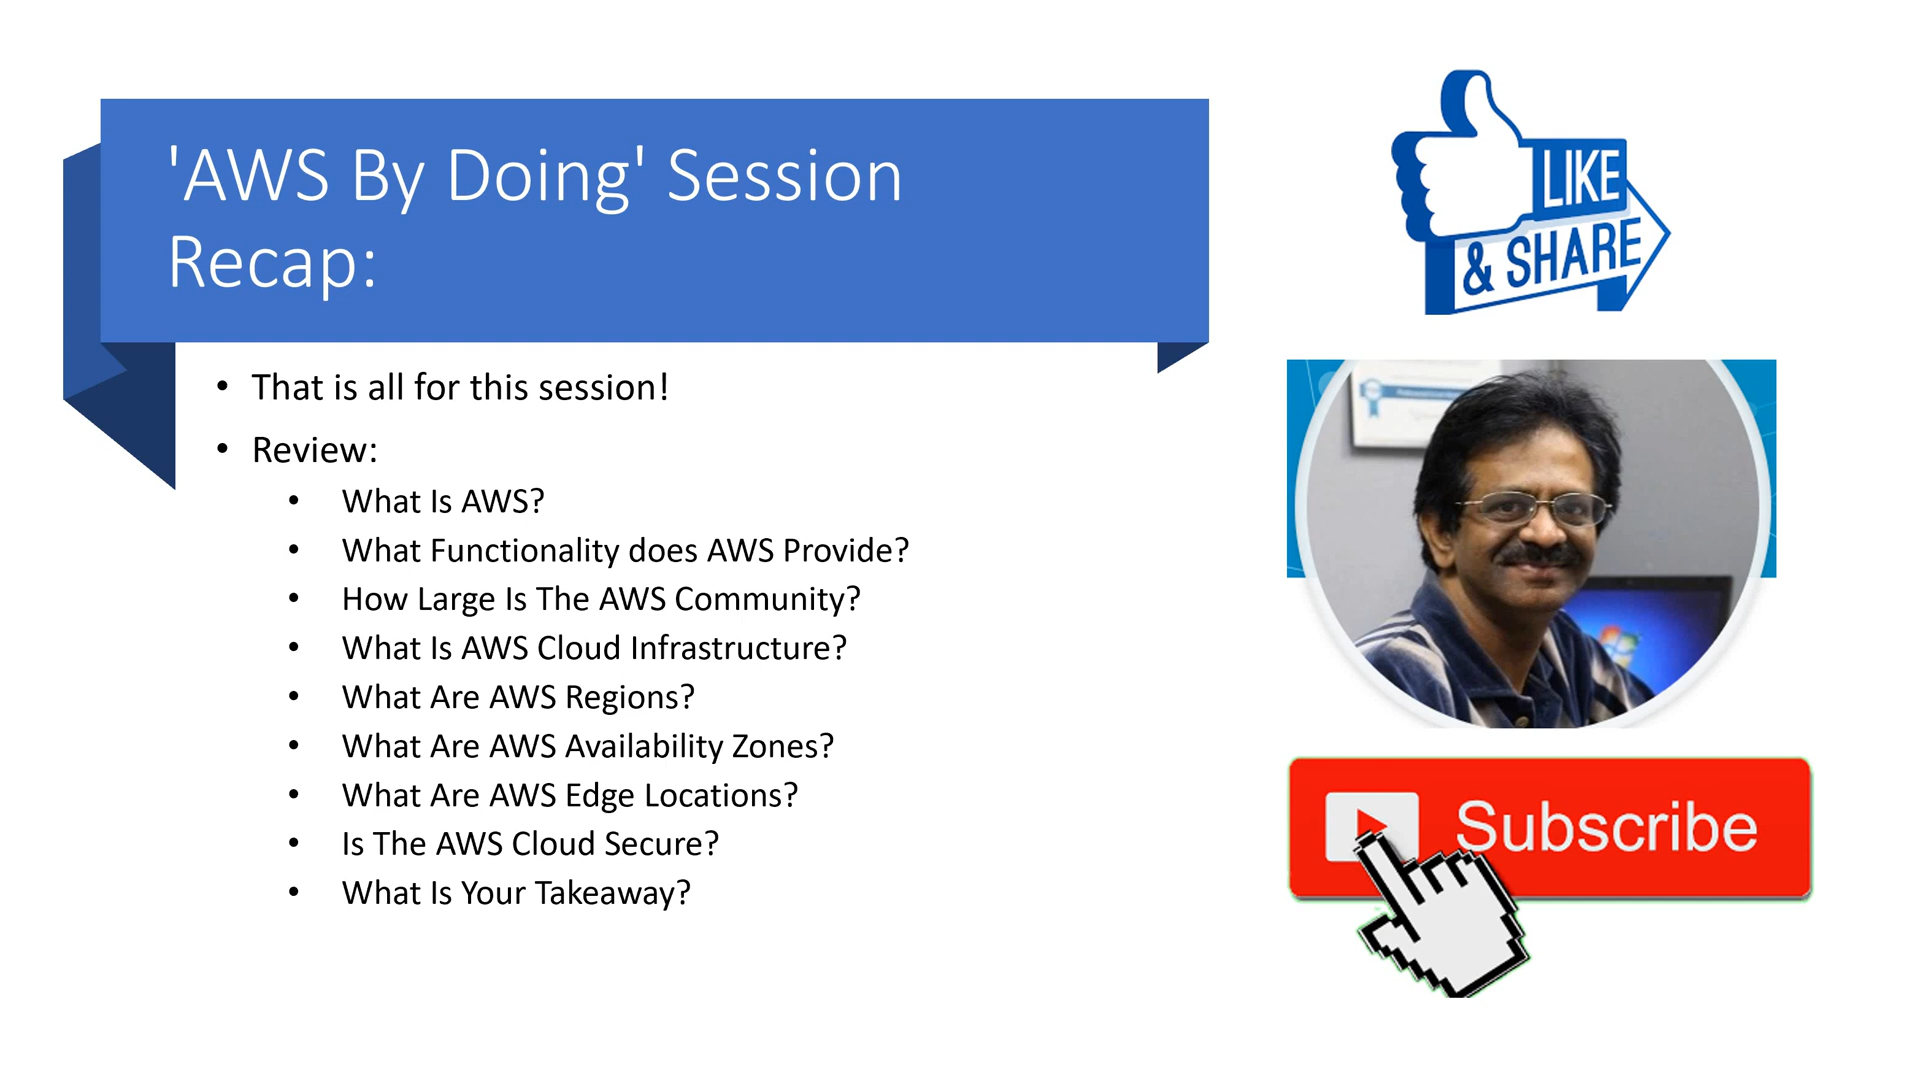 'AWS By Doing' Session
Recap:
• That is all for this session!
• Review:
• What Is AWS?
• What Functionality does AWS Provide?
• How Large Is The AWS Community?
• What Is AWS Cloud Infrastructure?
• What Are AWS Regions?
• What Are AWS Availability Zones?
• What Are AWS Edge Locations?
• Is The AWS Cloud Secure?
• What Is Your Takeaway?
LIKE
& SHARE
Subscribe